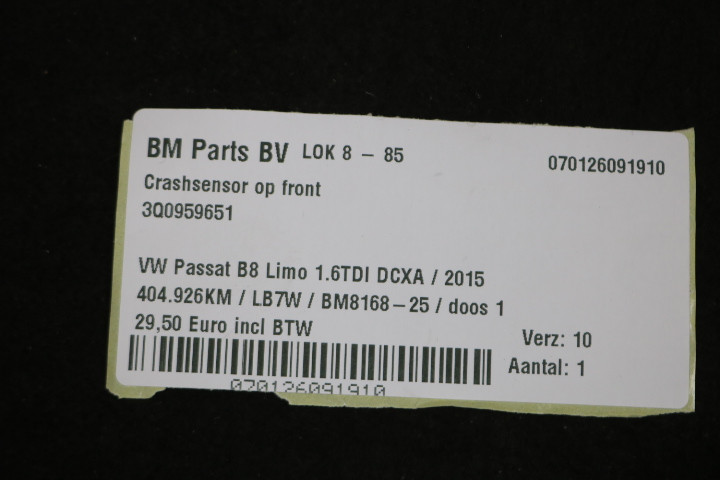 BM Parts BV LOK 8 - 85 070126091910
Crashsensor op front
3Q0959651
VW Passat B8 Limo 1.6TDI DCXA / 2015
404.926KM / LB7W / BM8168-25 / doos 1
29,50 Euro incl BTW
Verz: 10
Aantal: 1
070126091910